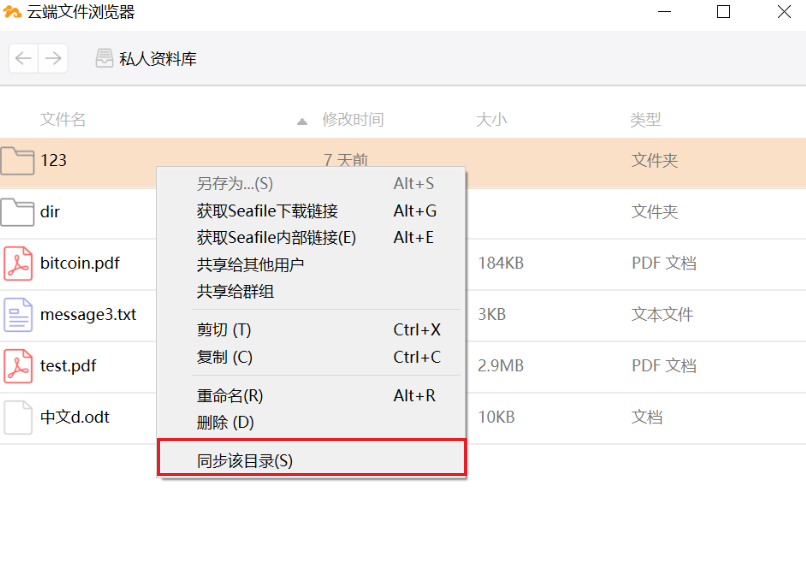 云端文件浏览器
私人资料库
文件名 修改时间 大小 类型
123 7 天前 文件夹
dir 文件夹
bitcoin.pdf 184KB PDF 文档
message3.txt 3KB 文本文件
test.pdf 2.9MB PDF 文档
中文d.odt 10KB 文档
另存为...(S) Alt+S
获取Seafile下载链接 Alt+G
获取Seafile内部链接(E) Alt+E
共享给其他用户
共享给群组
剪切 (T) Ctrl+X
复制 (C) Ctrl+C
重命名(R) Alt+R
删除 (D)
同步该目录(S)